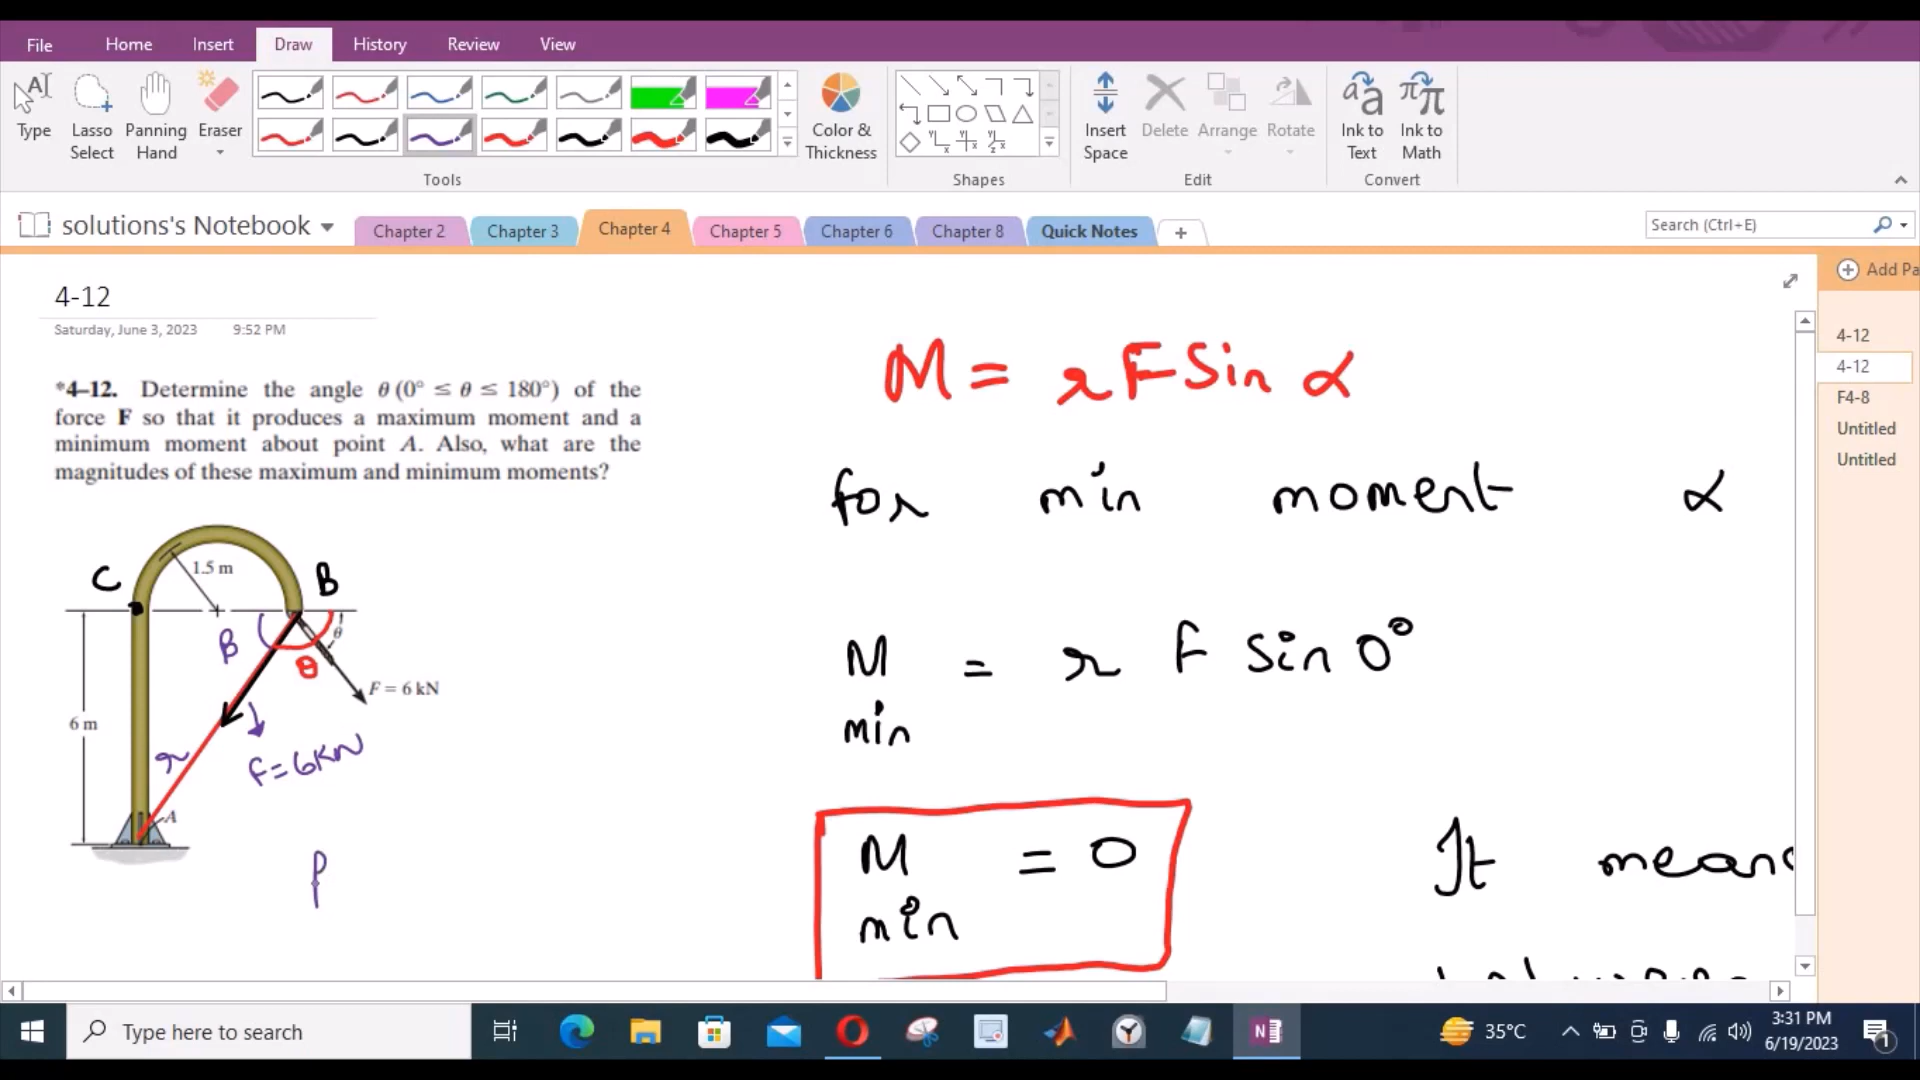 File Home Insert Draw History Review View
Type
Lasso Select
Panning Hand
Eraser
Color & Thickness
Insert Space
Delete
Arrange
Rotate
Ink to Text
Ink to Math
Tools Shapes Edit Convert
solutions's Notebook
Chapter 2 Chapter 3 Chapter 4 Chapter 5 Chapter 6 Chapter 8 Quick Notes +
Search (Ctrl+E)
Add Pa
4-12
Saturday, June 3, 2023 9:52 PM
4-12
4-12
F4-8
Untitled
Untitled
*4–12. Determine the angle θ (0° ≤ θ ≤ 180°) of the
force F so that it produces a maximum moment and a
minimum moment about point A. Also, what are the
magnitudes of these maximum and minimum moments?
C
1.5 m
B
θ
β
θ
F = 6 kN
6 m
r
F=6KN
A
M = r F Sin α
for min moment α
M = r F Sin 0°
min
M = 0
min
It means
Type here to search
35°C
3:31 PM
6/19/2023
1